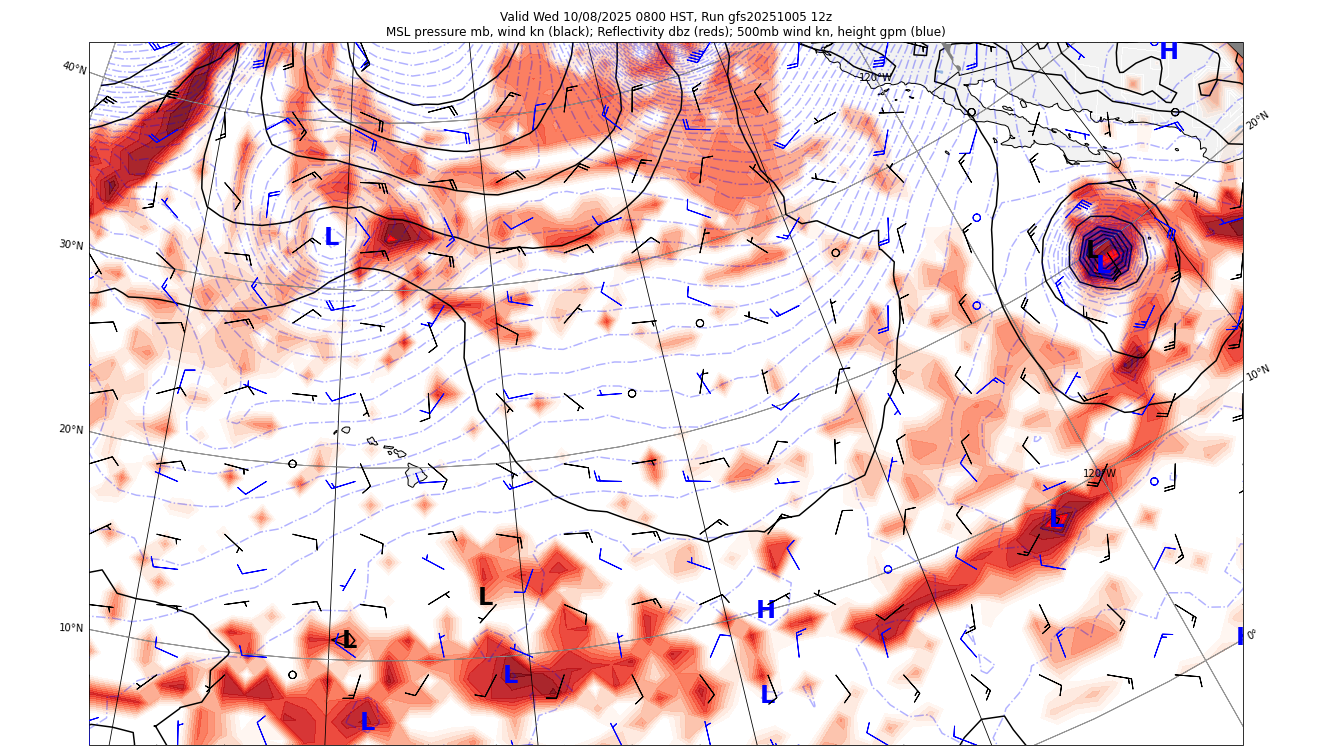 Valid Wed 10/08/2025 0800 HST, Run gfs20251005 12z
MSL pressure mb, wind kn (black); Reflectivity dbz (reds); 500mb wind kn, height gpm (blue)
H
40°N
120°W
20°N
L
30°N
L
L
10°N
20°N
120°W
L
10°N
L
H
L
0°
L
L
L